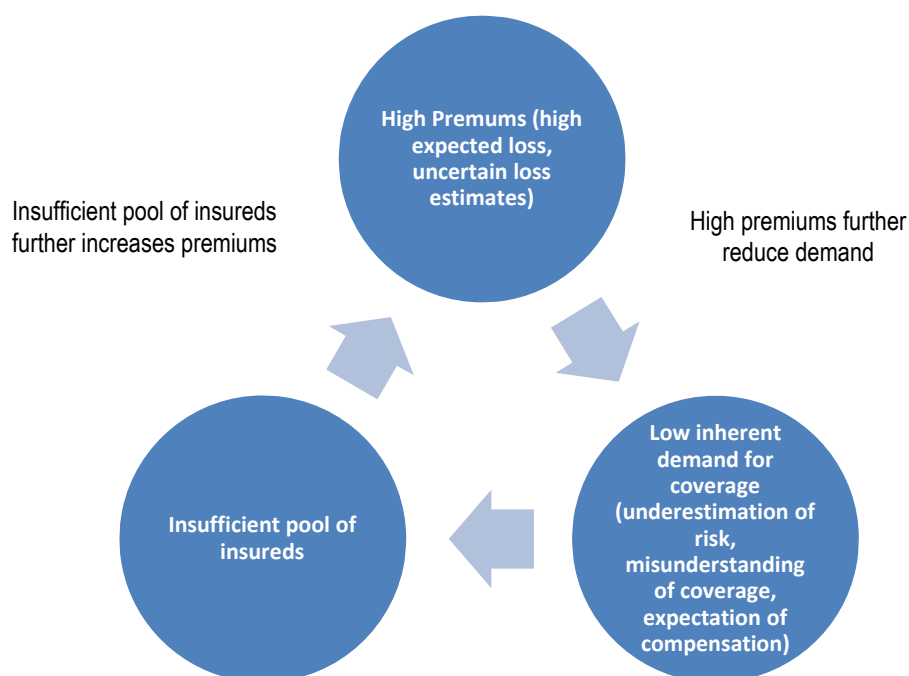 High Premums (high
expected loss,
uncertain loss
estimates)
Insufficient pool of insureds
further increases premiums
High premiums further
reduce demand
Low inherent
demand for
coverage
(underestimation of
risk,
misunderstanding
of coverage,
expectation of
compensation)
Insufficient pool of
insureds